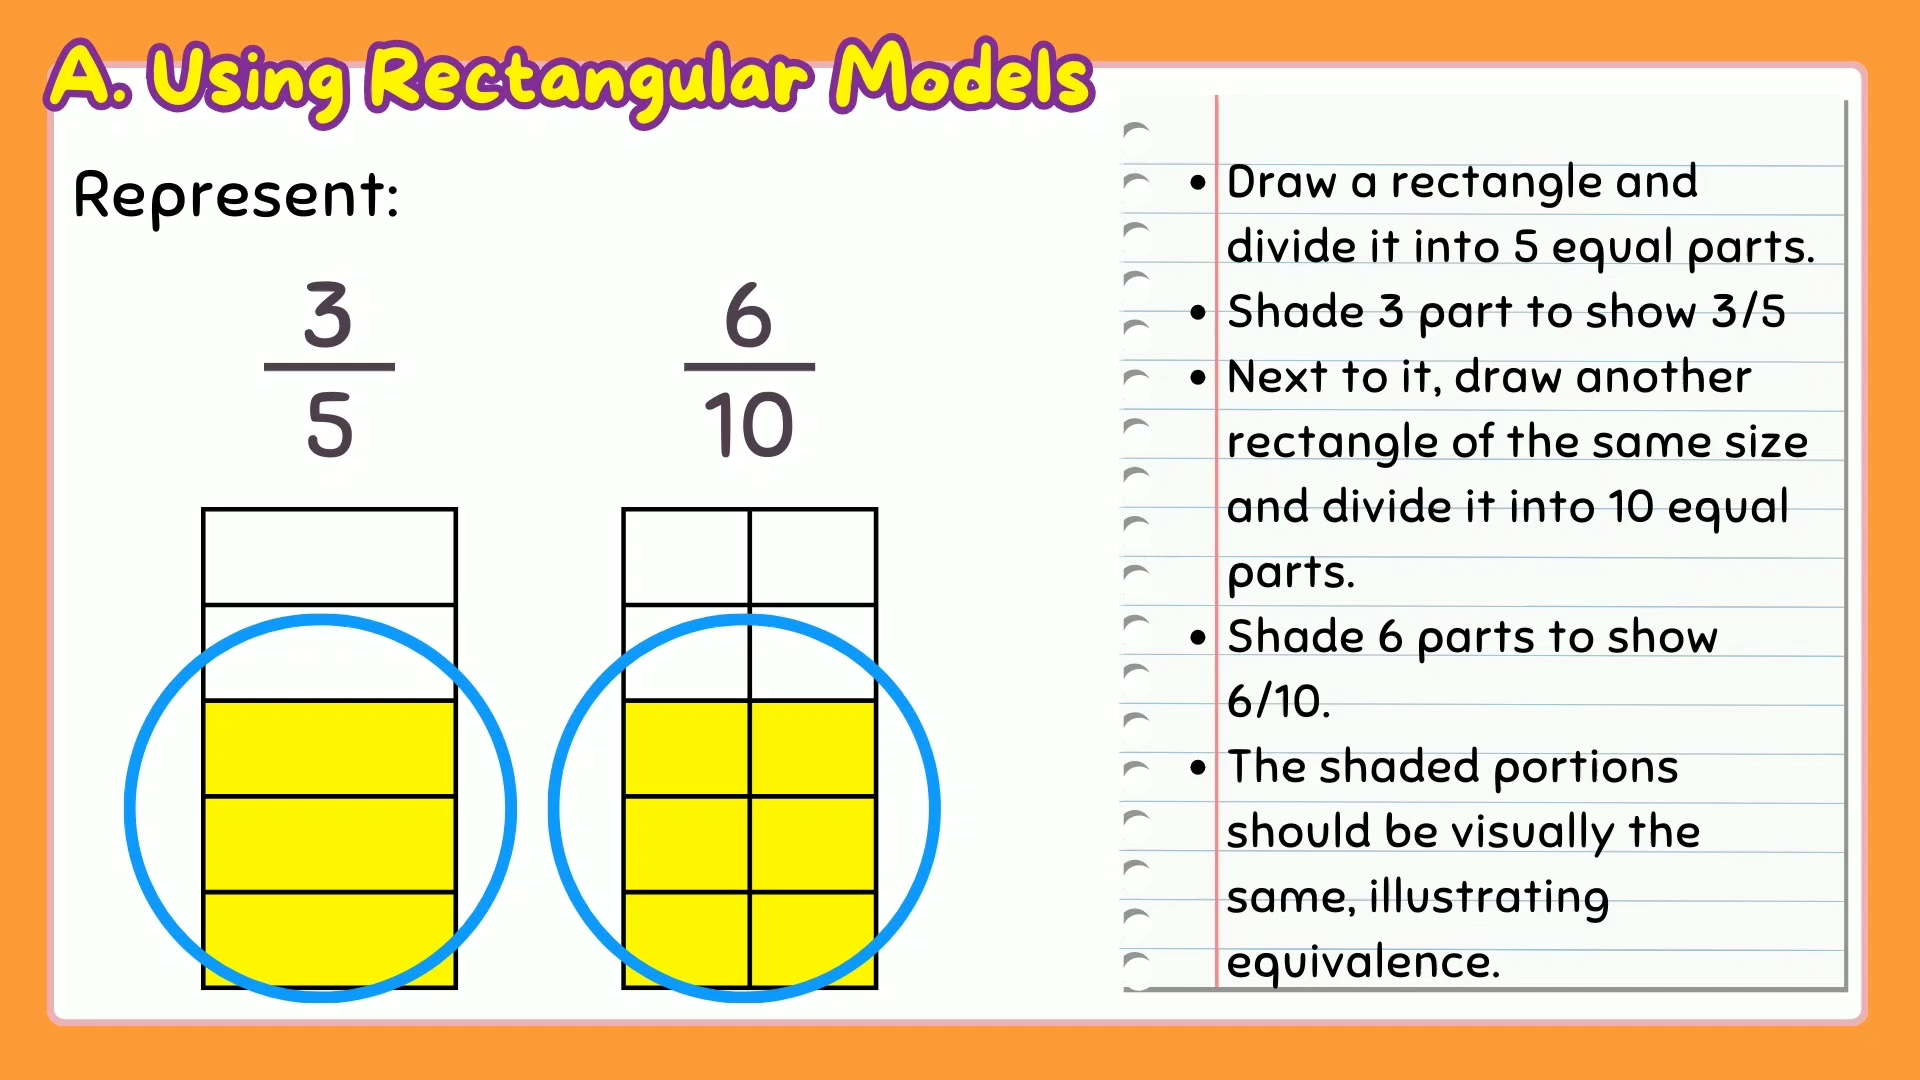 A. Using Rectangular Models
Represent:
3
5
6
10
• Draw a rectangle and
divide it into 5 equal parts.
• Shade 3 part to show 3/5
• Next to it, draw another
rectangle of the same size
and divide it into 10 equal
parts.
• Shade 6 parts to show
6/10.
• The shaded portions
should be visually the
same, illustrating
equivalence.